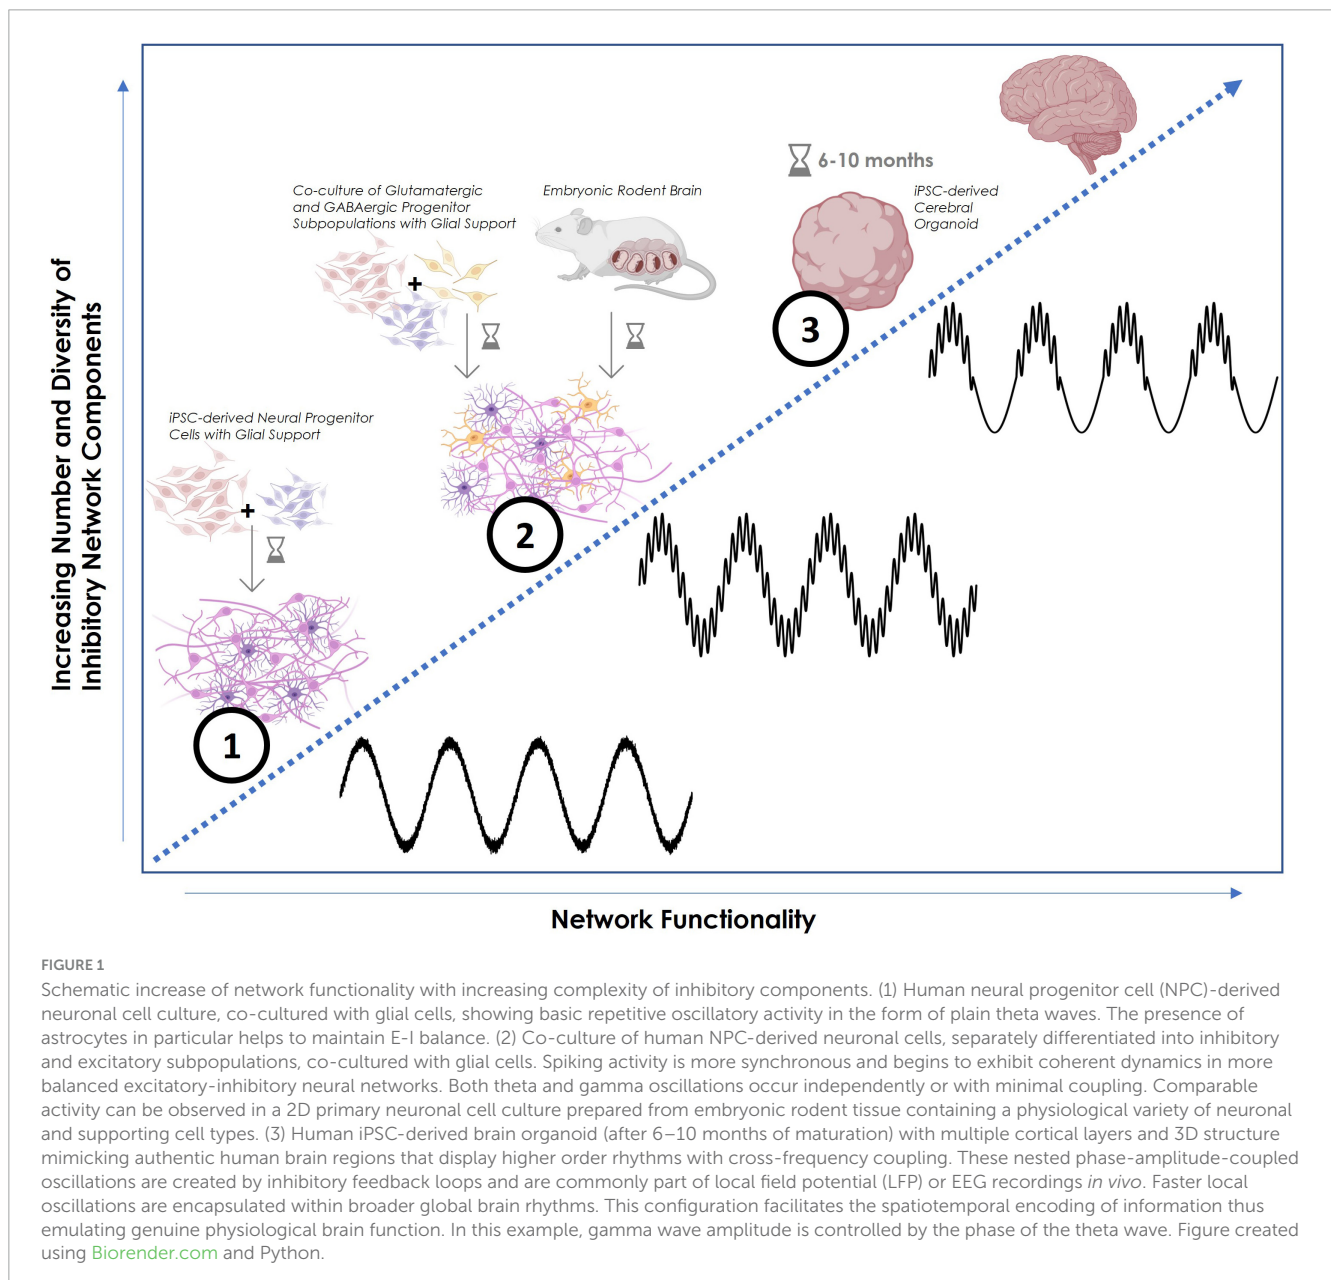 6-10 months
Co-culture of Glutamatergic
and GABAergic Progenitor
Subpopulations with Glial Support
Embryonic Rodent Brain
iPSC-derived
Cerebral
Organoid
+
3
iPSC-derived Neural Progenitor
Cells with Glial Support
+
2
1
Increasing Number and Diversity of
Inhibitory Network Components
Network Functionality
FIGURE 1
Schematic increase of network functionality with increasing complexity of inhibitory components. (1) Human neural progenitor cell (NPC)-derived
neuronal cell culture, co-cultured with glial cells, showing basic repetitive oscillatory activity in the form of plain theta waves. The presence of
astrocytes in particular helps to maintain E-I balance. (2) Co-culture of human NPC-derived neuronal cells, separately differentiated into inhibitory
and excitatory subpopulations, co-cultured with glial cells. Spiking activity is more synchronous and begins to exhibit coherent dynamics in more
balanced excitatory-inhibitory neural networks. Both theta and gamma oscillations occur independently or with minimal coupling. Comparable
activity can be observed in a 2D primary neuronal cell culture prepared from embryonic rodent tissue containing a physiological variety of neuronal
and supporting cell types. (3) Human iPSC-derived brain organoid (after 6–10 months of maturation) with multiple cortical layers and 3D structure
mimicking authentic human brain regions that display higher order rhythms with cross-frequency coupling. These nested phase-amplitude-coupled
oscillations are created by inhibitory feedback loops and are commonly part of local field potential (LFP) or EEG recordings in vivo. Faster local
oscillations are encapsulated within broader global brain rhythms. This configuration facilitates the spatiotemporal encoding of information thus
emulating genuine physiological brain function. In this example, gamma wave amplitude is controlled by the phase of the theta wave. Figure created
using Biorender.com and Python.